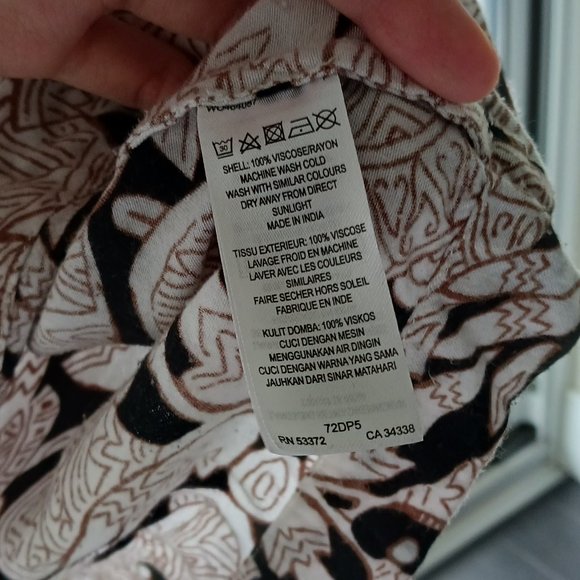 30
SHELL: 100% VISCOSE/RAYON
MACHINE WASH COLD
WASH WITH SIMILAR COLOURS
DRY AWAY FROM DIRECT
SUNLIGHT
MADE IN INDIA
TISSU EXTERIEUR: 100% VISCOSE
LAVAGE FROID EN MACHINE
LAVER AVEC LES COULEURS
SIMILAIRES
FAIRE SECHER HORS SOLEIL
FABRIQUE EN INDE
KULIT DOMBA: 100% VISKOS
CUCI DENGAN MESIN
MENGGUNAKAN AIR DINGIN
CUCI DENGAN WARNA YANG SAMA
JAUHKAN DARI SINAR MATAHARI
72DP5
RN 53372 CA 34338